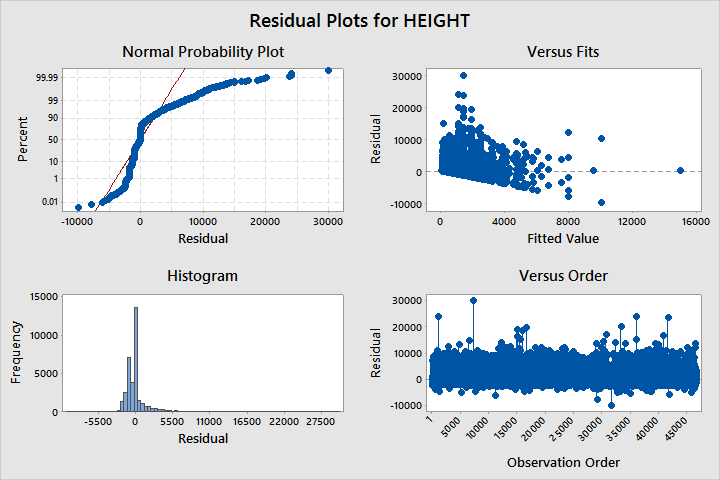 Residual Plots for HEIGHT
Normal Probability Plot
Percent
99.99
99
90
50
10
1
0.01
-10000 0 10000 20000 30000
Residual
Versus Fits
Residual
30000
20000
10000
0
-10000
0 4000 8000 12000 16000
Fitted Value
Histogram
Frequency
15000
10000
5000
0
-5500 0 5500 11000 16500 22000 27500
Residual
Versus Order
Residual
30000
20000
10000
0
-10000
1 5000 10000 15000 20000 25000 30000 35000 40000 45000
Observation Order